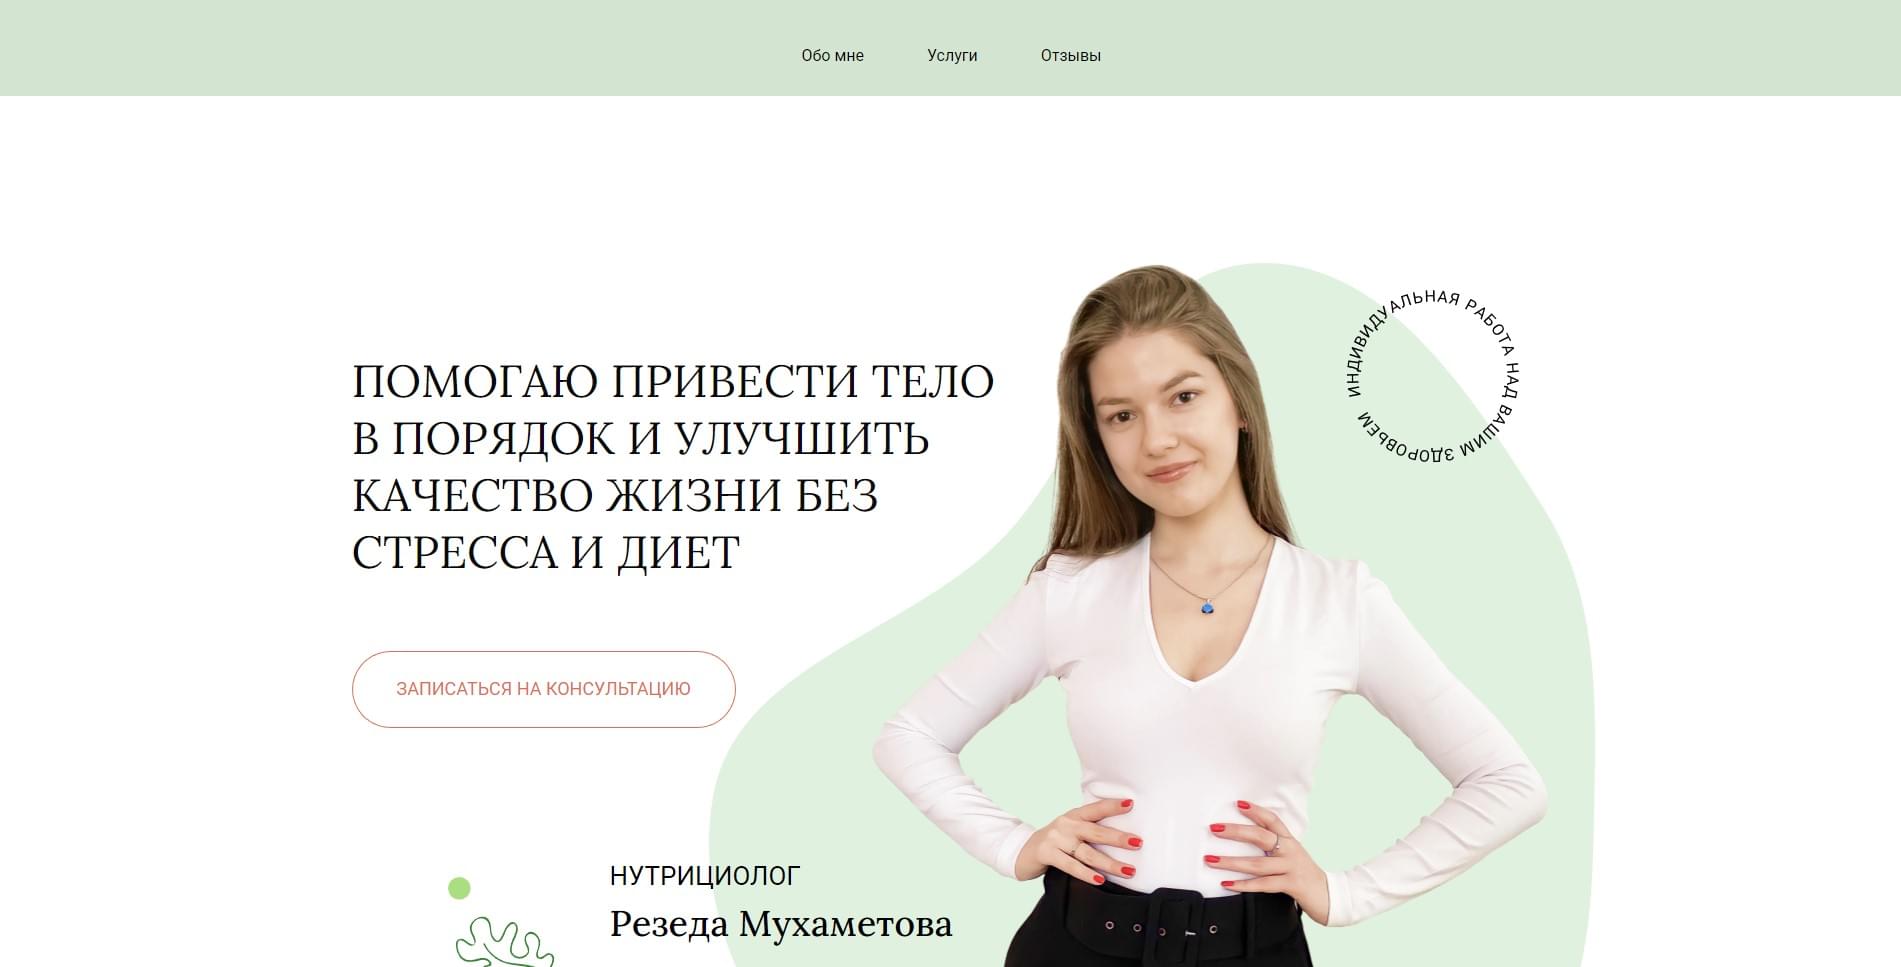 Обо мне
Услуги
Отзывы
ИНДИВИДУАЛЬНАЯ РАБОТА НАД ВАШИМ ЗДОРОВЬЕМ
ПОМОГАЮ ПРИВЕСТИ ТЕЛО
В ПОРЯДОК И УЛУЧШИТЬ
КАЧЕСТВО ЖИЗНИ БЕЗ
СТРЕССА И ДИЕТ
ЗАПИСАТЬСЯ НА КОНСУЛЬТАЦИЮ
НУТРИЦИОЛОГ
Резеда Мухаметова